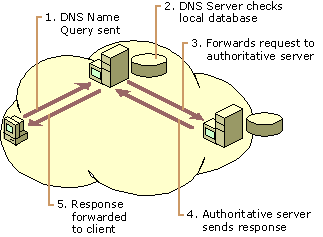 1. DNS Name
Query sent
2. DNS Server checks
local database
3. Forwards request to
authoritative server
4. Authoritative server
sends response
5. Response
forwarded
to client